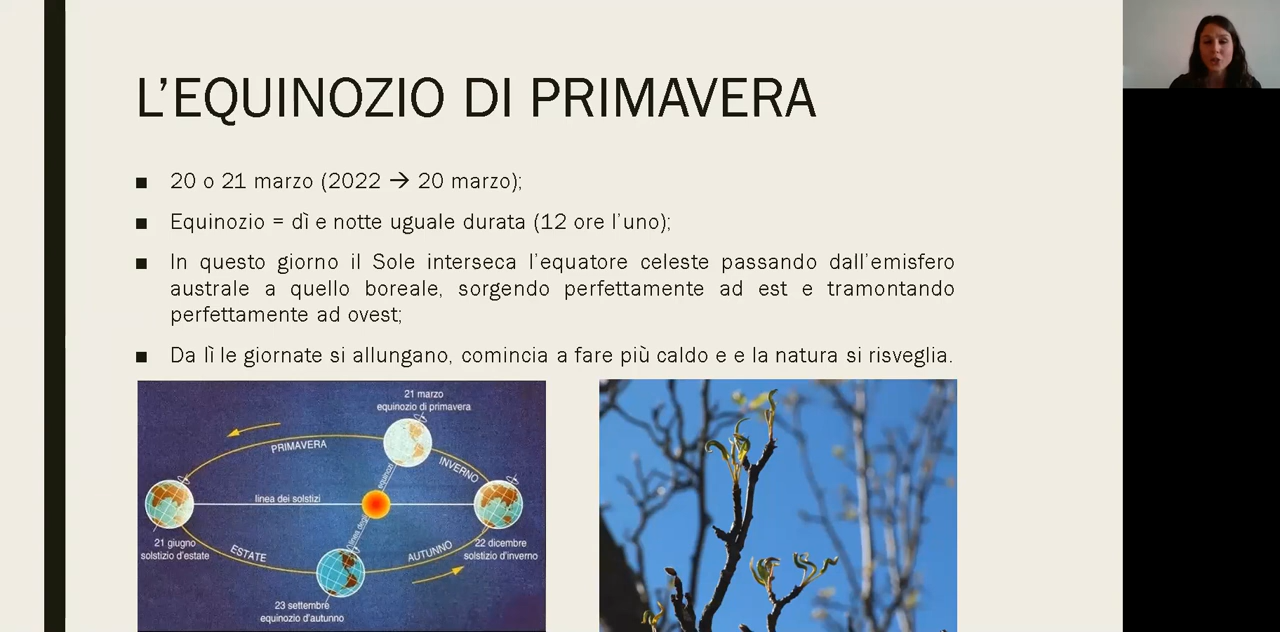 L'EQUINOZIO DI PRIMAVERA
■ 20 o 21 marzo (2022 → 20 marzo);
■ Equinozio = dì e notte uguale durata (12 ore l'uno);
■ In questo giorno il Sole interseca l'equatore celeste passando dall'emisfero
australe a quello boreale, sorgendo perfettamente ad est e tramontando
perfettamente ad ovest;
■ Da lì le giornate si allungano, comincia a fare più caldo e e la natura si risveglia.
21 marzo
equinozio di primavera
PRIMAVERA
INVERNO
equinozi
linea dei solstizi
linea degli
21 giugno
solstizio d'estate
ESTATE
AUTUNNO
22 dicembre
solstizio d'inverno
23 settembre
equinozio d'autunno